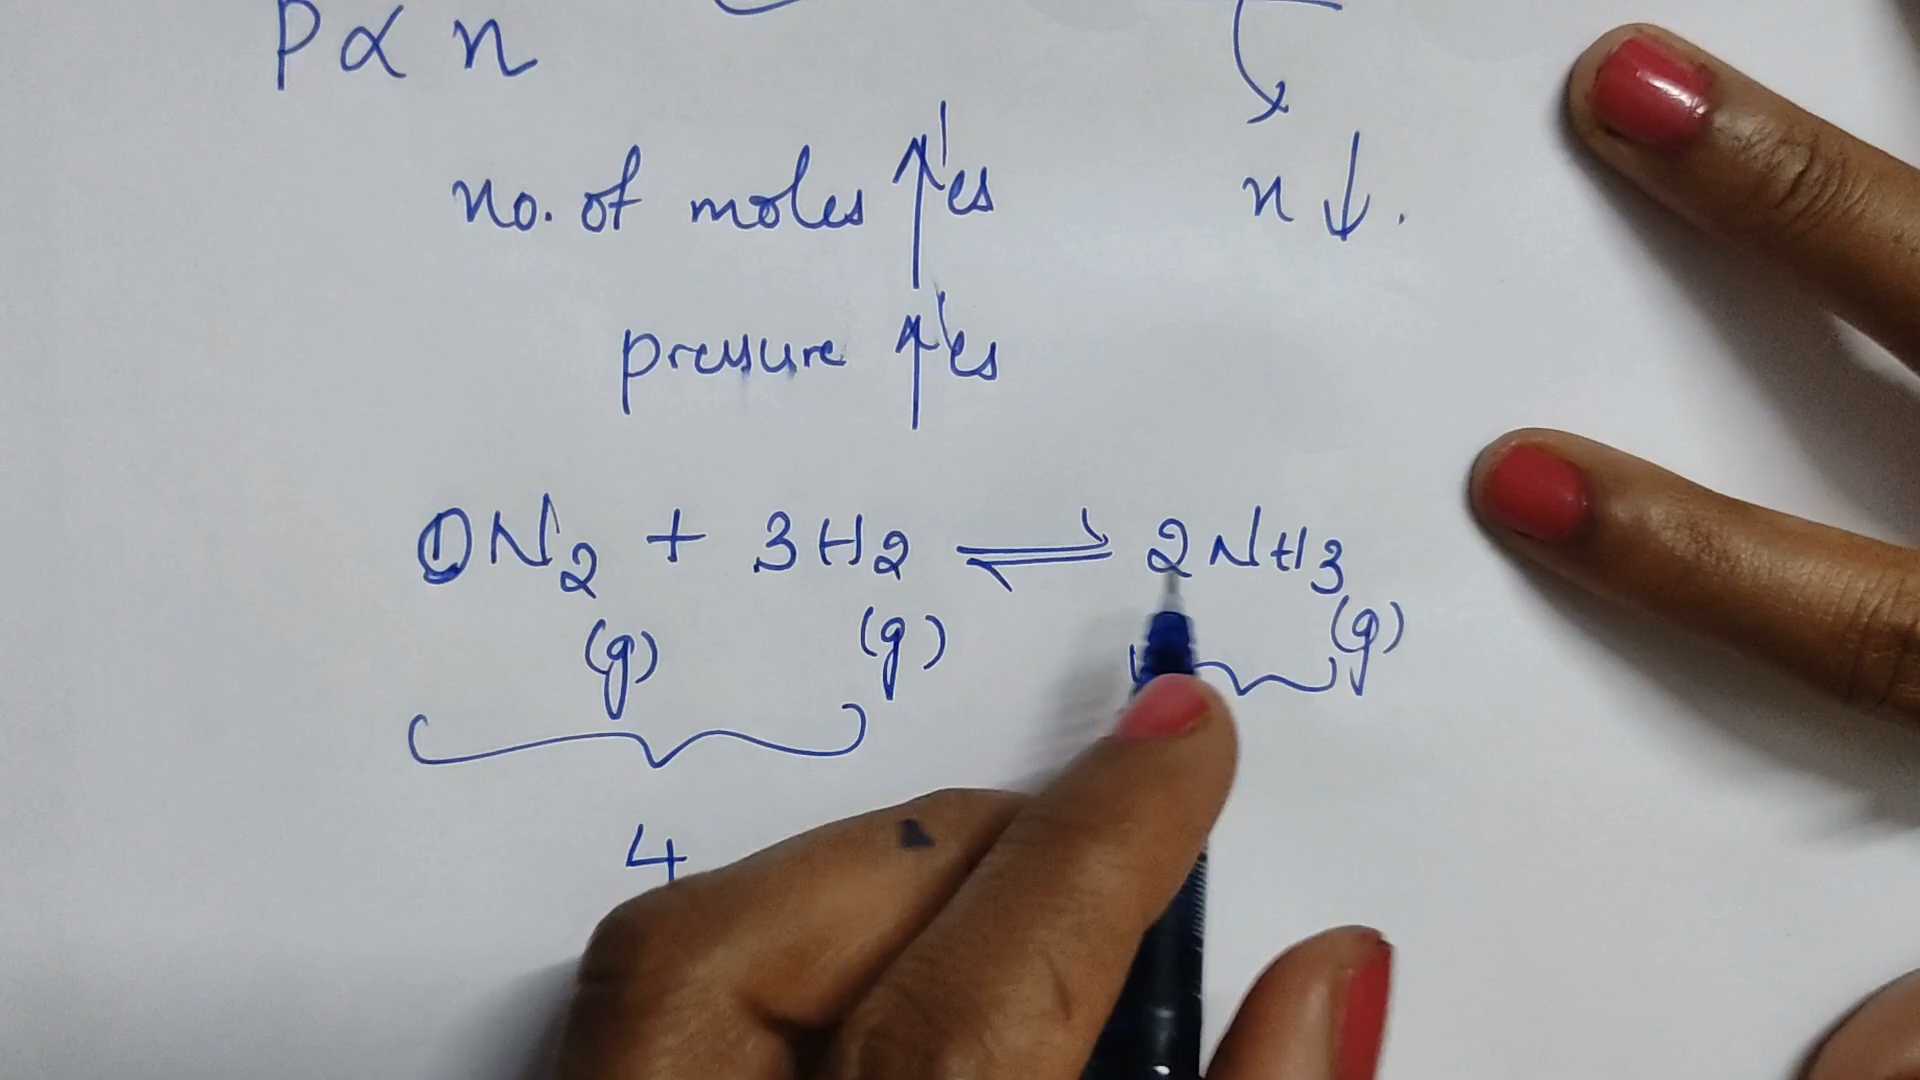 P ∝ n
no. of moles ↑'es n ↓.
pressure ↑'es
1 N2 + 3H2 ⇌ 2NH3
(g) (g) (g)
4